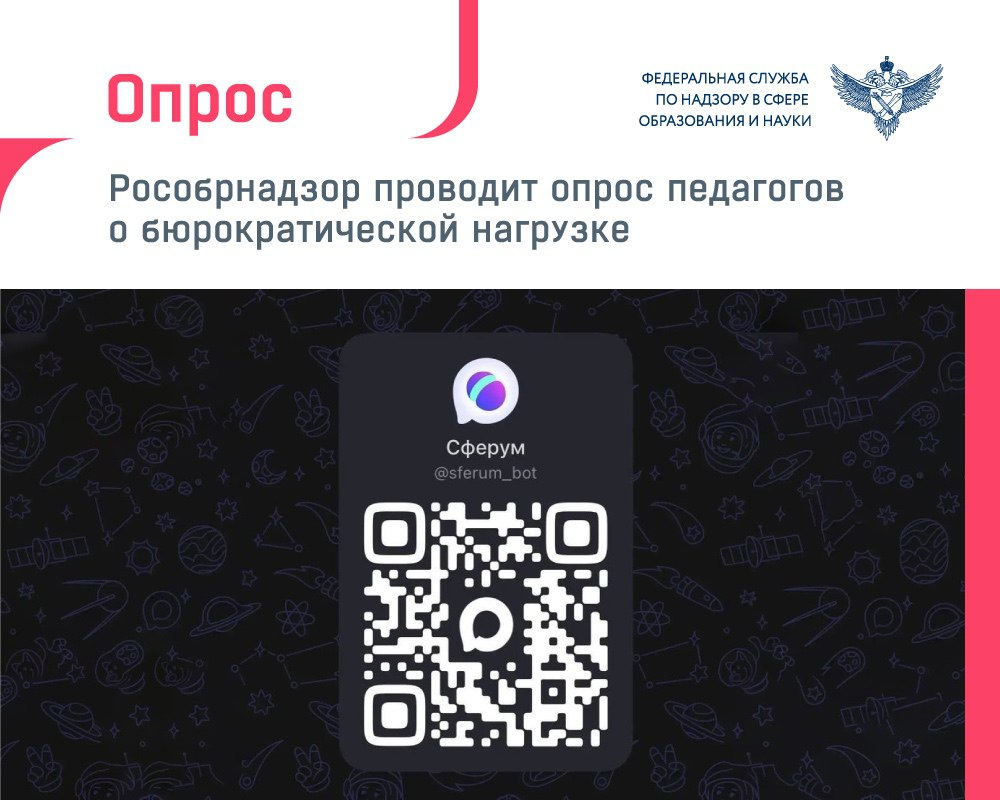 Опрос
ФЕДЕРАЛЬНАЯ СЛУЖБА
ПО НАДЗОРУ В СФЕРЕ
ОБРАЗОВАНИЯ И НАУКИ
Рособрнадзор проводит опрос педагогов
о бюрократической нагрузке
Сферум
@sferum_bot